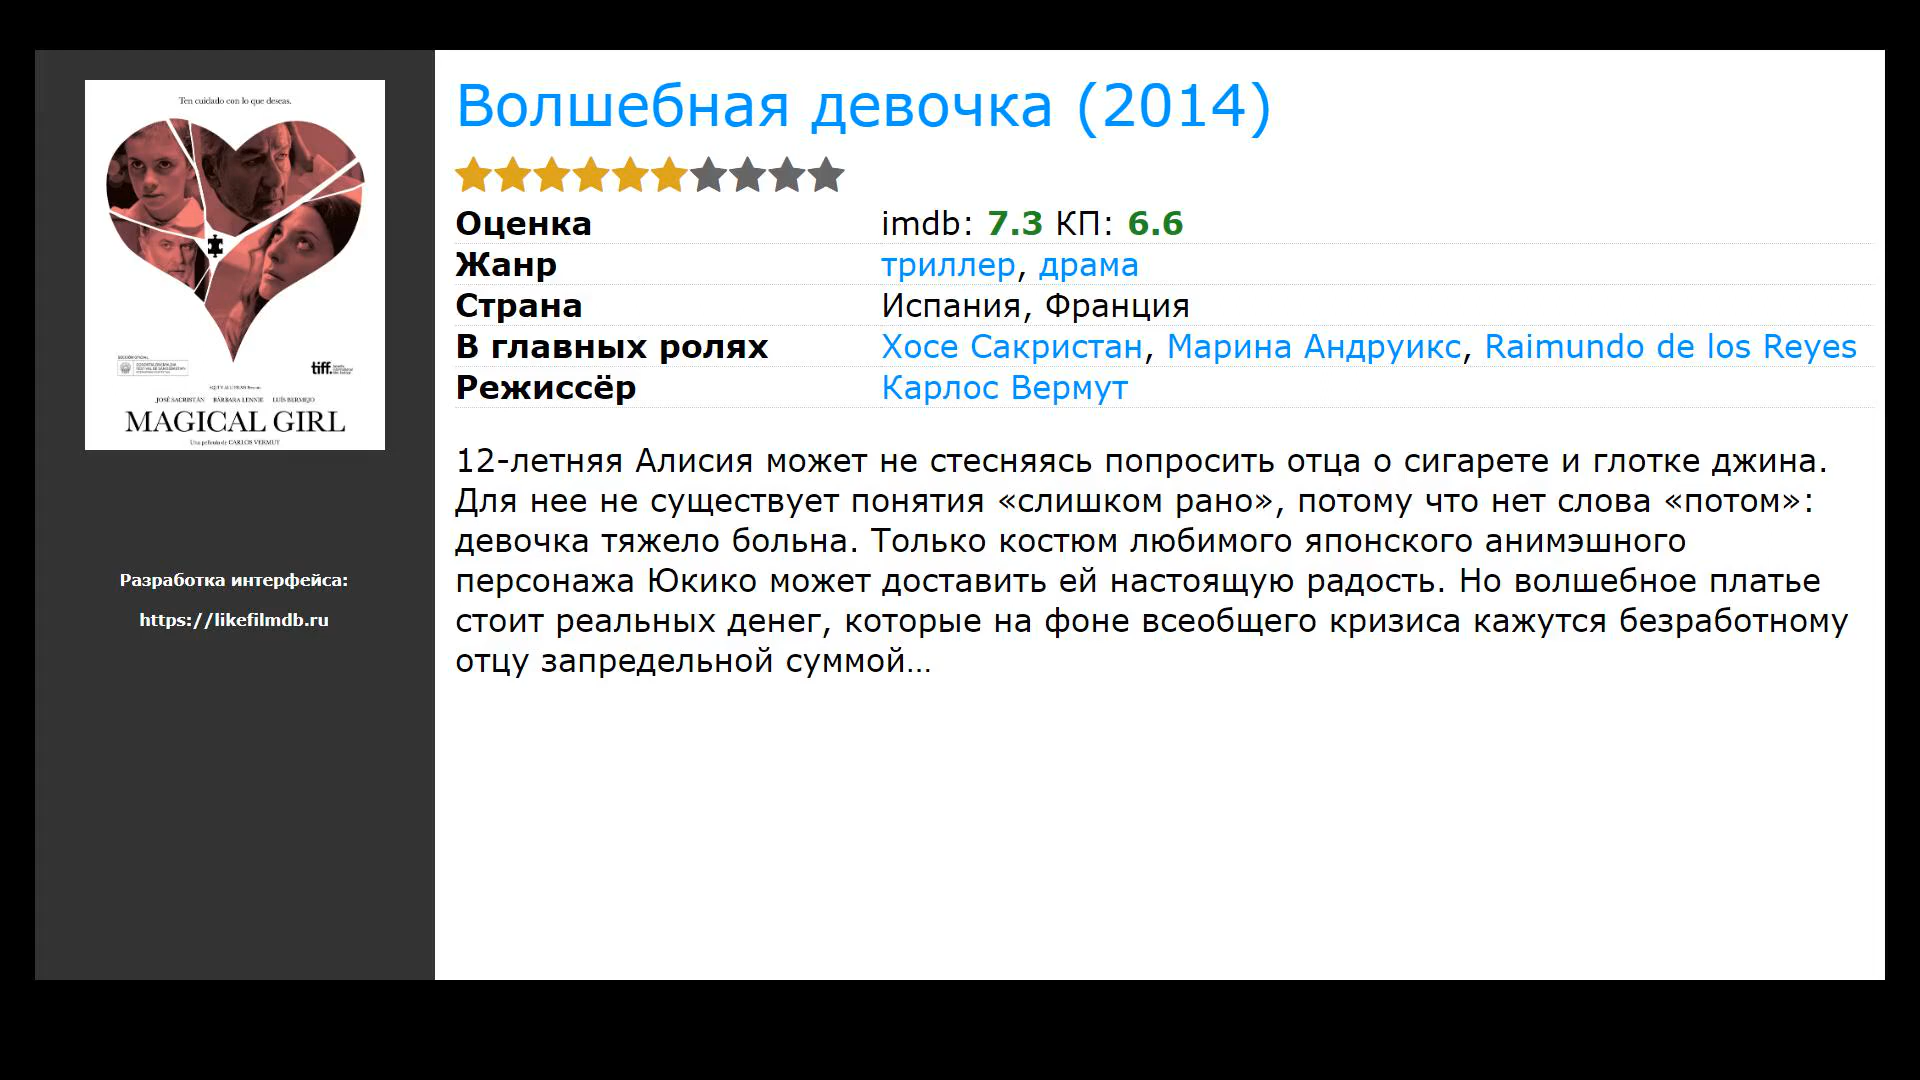 Ten cuidado con lo que deseas.
tiff.
JOSÉ SACRISTÁN BÁRBARA LENNIE LUIS BERMEJO
MAGICAL GIRL
Una película de CARLOS VERMUT
Разработка интерфейса:
https://likefilmdb.ru
Волшебная девочка (2014)
Оценка imdb: 7.3 КП: 6.6
Жанр триллер, драма
Страна Испания, Франция
В главных ролях Хосе Сакристан, Марина Андруикс, Raimundo de los Reyes
Режиссёр Карлос Вермут
12-летняя Алисия может не стесняясь попросить отца о сигарете и глотке джина.
Для нее не существует понятия «слишком рано», потому что нет слова «потом»:
девочка тяжело больна. Только костюм любимого японского анимэшного
персонажа Юкико может доставить ей настоящую радость. Но волшебное платье
стоит реальных денег, которые на фоне всеобщего кризиса кажутся безработному
отцу запредельной суммой…